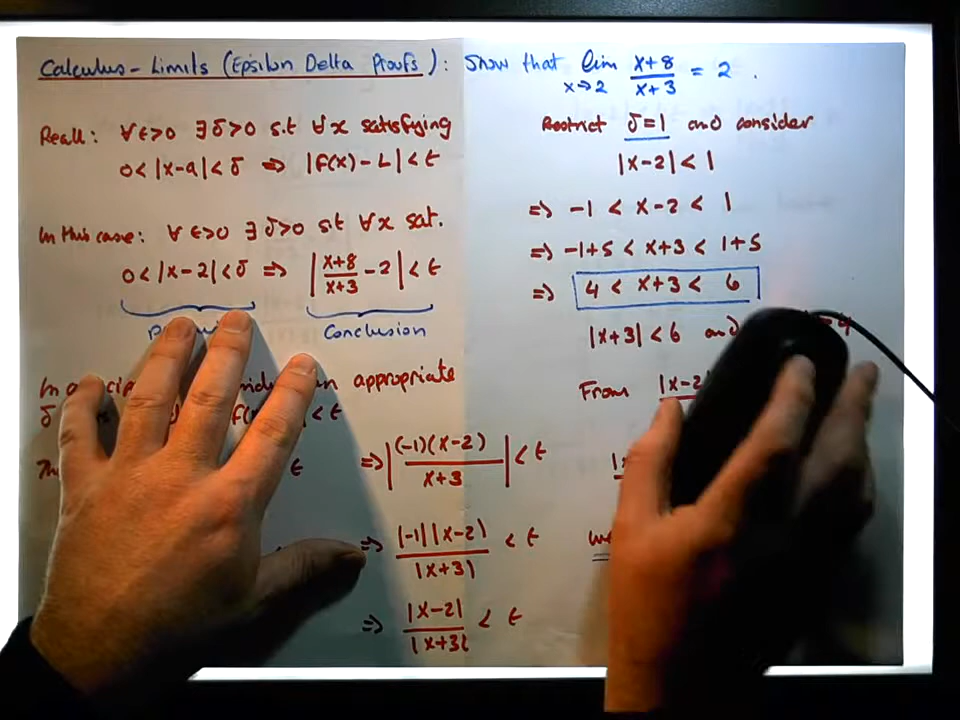 Calculus - Limits (Epsilon Delta Proofs): Show that lim x→2 (x+8)/(x+3) = 2.
Recall: ∀ε>0 ∃δ>0 s.t ∀x satisfying
0<|x-a|<δ ⇒ |f(x)-L|<ε
In this case: ∀ε>0 ∃δ>0 s.t ∀x sat.
0<|x-2|<δ ⇒ |(x+8)/(x+3) - 2|<ε
Conclusion
appropriate
δ <ε
ε ⇒ |(-1)(x-2)/(x+3)| < ε
⇒ |-1||x-2|/|x+3| < ε
⇒ |x-2|/|x+3| < ε
Restrict δ=1 and consider
|x-2|<1
⇒ -1 < x-2 < 1
⇒ -1+5 < x+3 < 1+5
⇒ 4 < x+3 < 6
|x+3|<6
From |x-2|